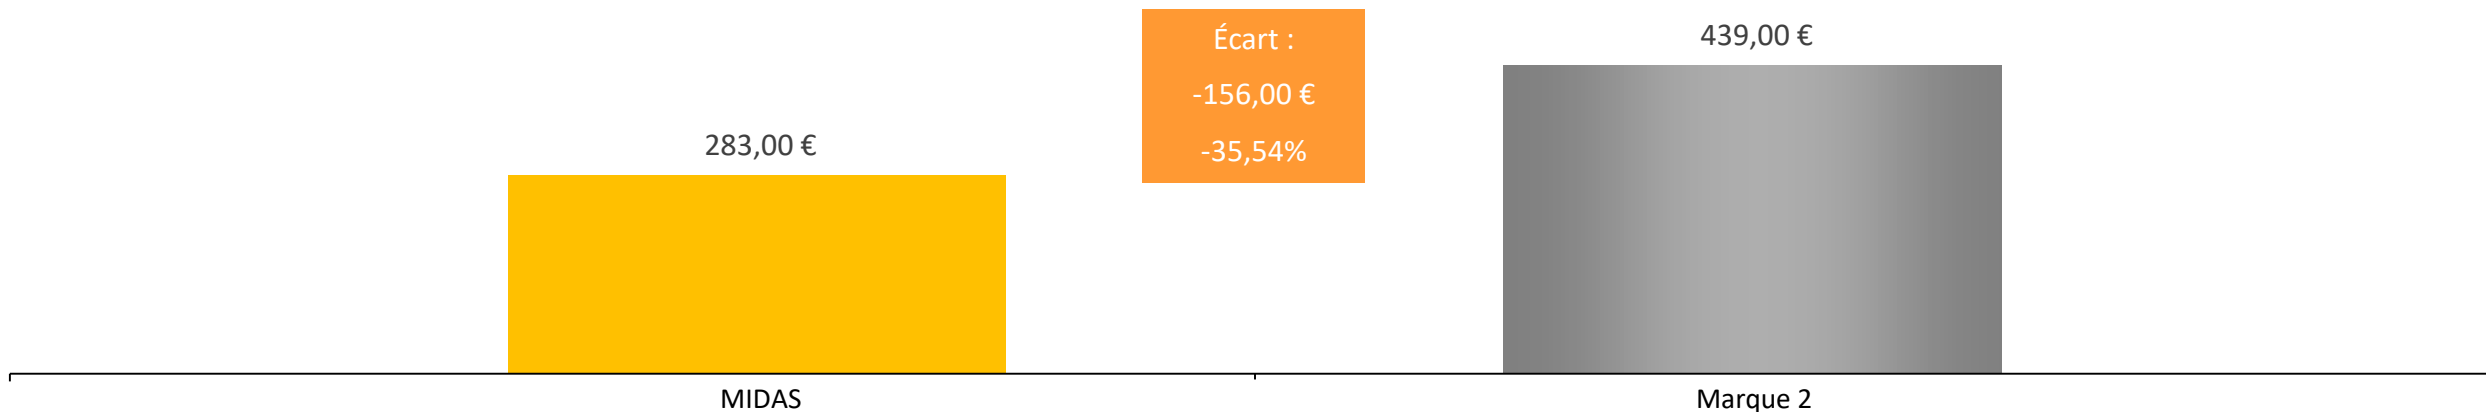 Écart :
-156,00 €
-35,54%
439,00 €
283,00 €
MIDAS
Marque 2